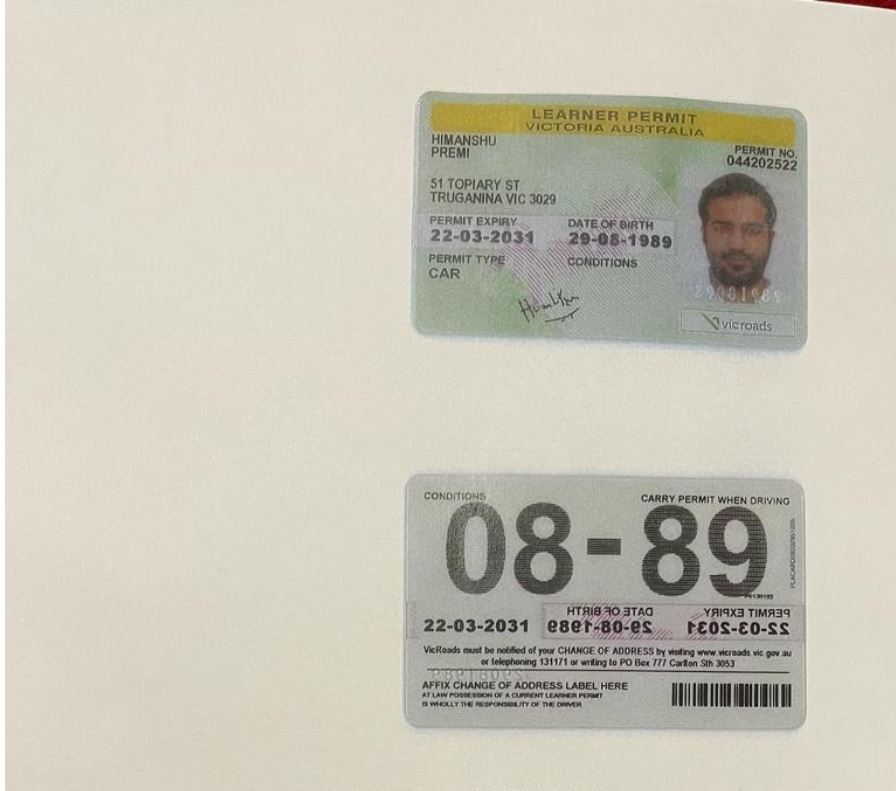 LEARNER PERMIT
VICTORIA AUSTRALIA
HIMANSHU
PREMI
PERMIT NO.
044202522
51 TOPIARY ST
TRUGANINA VIC 3029
PERMIT EXPIRY DATE OF BIRTH
22-03-2031 29-08-1989
PERMIT TYPE CONDITIONS
CAR
vicroads
CONDITIONS CARRY PERMIT WHEN DRIVING
08-89
PERMIT EXPIRY DATE OF BIRTH
22-03-2031 29-08-1989 22-03-2031
VicRoads must be notified of your CHANGE OF ADDRESS by visiting www.vicroads.vic.gov.au
or telephoning 131171 or writing to PO Box 777 Carlton Sth 3053
AFFIX CHANGE OF ADDRESS LABEL HERE
AT LAW POSSESSION OF A CURRENT LEARNER PERMIT
IS WHOLLY THE RESPONSIBILITY OF THE DRIVER